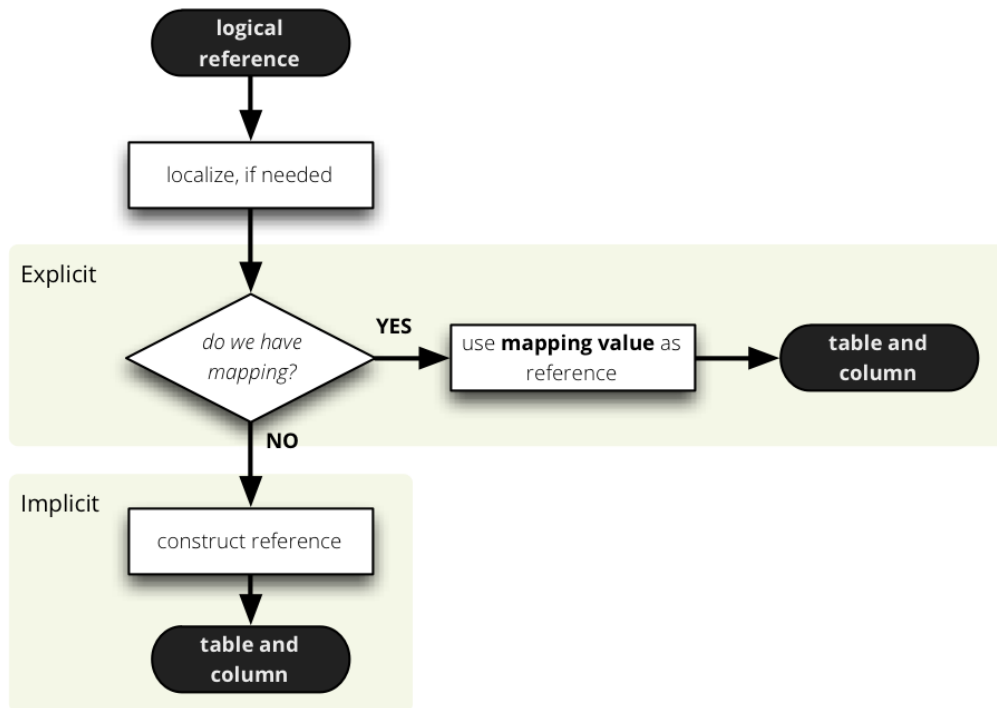 logical
reference
localize, if needed
Explicit
do we have
mapping?
YES
use mapping value as
reference
table and
column
NO
Implicit
construct reference
table and
column